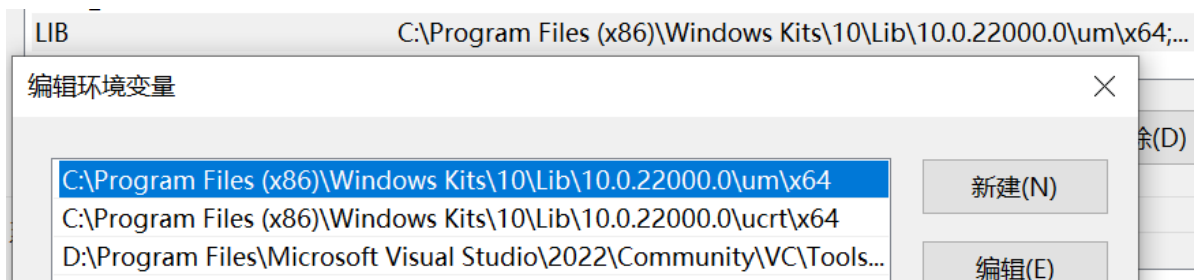 LIB C:\Program Files (x86)\Windows Kits\10\Lib\10.0.22000.0\um\x64;...
编辑环境变量
除(D)
C:\Program Files (x86)\Windows Kits\10\Lib\10.0.22000.0\um\x64
新建(N)
C:\Program Files (x86)\Windows Kits\10\Lib\10.0.22000.0\ucrt\x64
D:\Program Files\Microsoft Visual Studio\2022\Community\VC\Tools...
编辑(E)